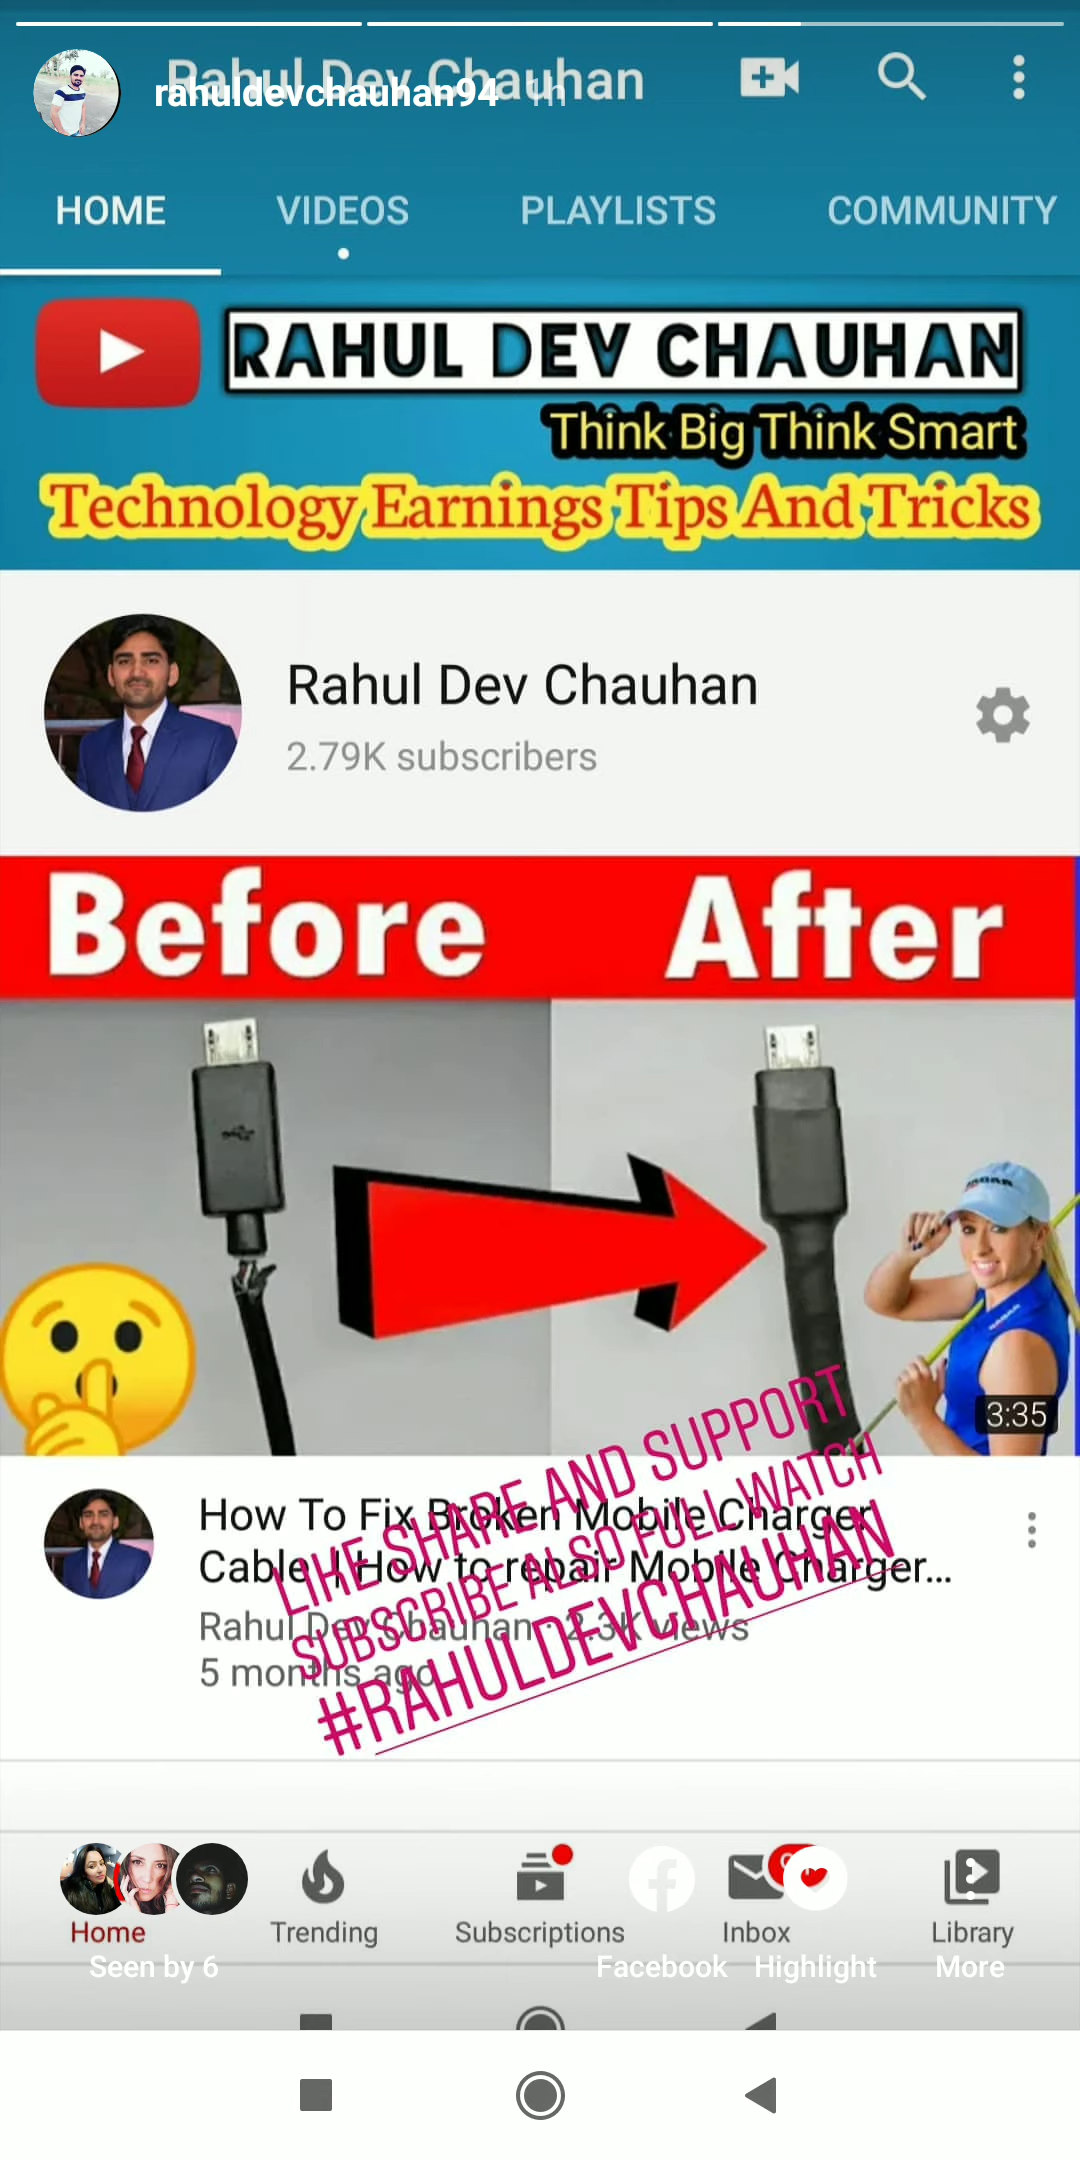 Rahul Dev Chauhan
rahuldevchauhan94 1h
HOME VIDEOS PLAYLISTS COMMUNITY
RAHUL DEV CHAUHAN
Think Big Think Smart
Technology Earnings Tips And Tricks
Rahul Dev Chauhan
2.79K subscribers
Before After
3:35
How To Fix Broken Mobile Charger
Cable | How to repair Mobile Charger...
Rahul Dev Chauhan · 2.3K views
5 months ago
LIKE SHARE AND SUPPORT
SUBSCRIBE ALSO FULL WATCH
#RAHULDEVCHAUHAN
Home Trending Subscriptions Inbox Library
Seen by 6 Facebook Highlight More